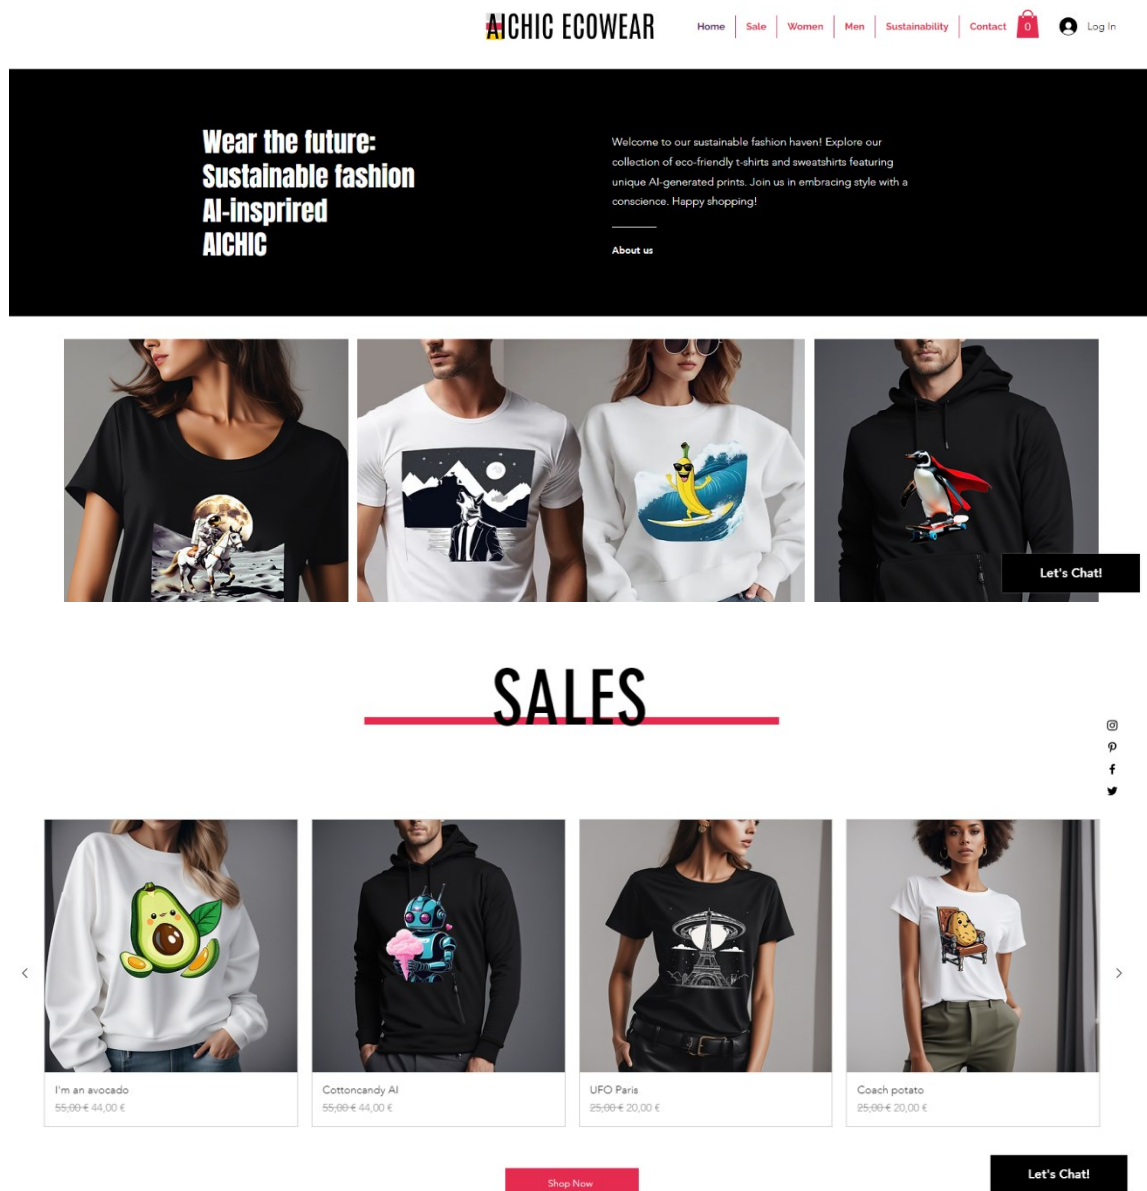 AICHIC ECOWEAR
Home
Sale
Women
Men
Sustainability
Contact
0
Log In
Wear the future:
Sustainable fashion
AI-insprired
AICHIC
Welcome to our sustainable fashion haven! Explore our
collection of eco-friendly t-shirts and sweatshirts featuring
unique AI-generated prints. Join us in embracing style with a
conscience. Happy shopping!
About us
Let's Chat!
SALES
I'm an avocado
55,00 € 44,00 €
Cottoncandy AI
55,00 € 44,00 €
UFO Paris
25,00 € 20,00 €
Coach potato
25,00 € 20,00 €
Shop Now
Let's Chat!